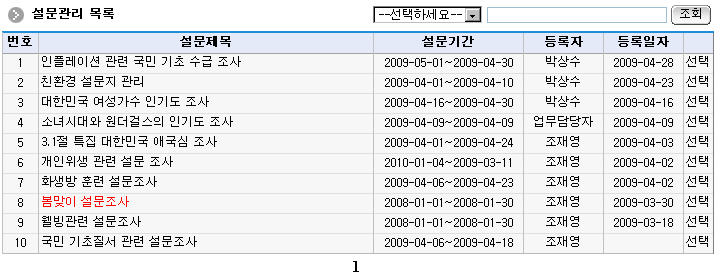 설문관리 목록
--선택하세요-- 조회
번호 설문제목 설문기간 등록자 등록일자
1 인플레이션 관련 국민 기초 수급 조사 2009-05-01~2009-04-30 박상수 2009-04-28 선택
2 친환경 설문지 관리 2009-04-01~2009-04-10 박상수 2009-04-23 선택
3 대한민국 여성가수 인기도 조사 2009-04-16~2009-04-30 박상수 2009-04-16 선택
4 소녀시대와 원더걸스의 인기도 조사 2009-04-09~2009-04-09 업무담당자 2009-04-09 선택
5 3.1절 특집 대한민국 애국심 조사 2009-04-01~2009-04-24 조재영 2009-04-03 선택
6 개인위생 관련 설문 조사 2010-01-04~2009-03-11 조재영 2009-04-02 선택
7 화생방 훈련 설문조사 2009-04-06~2009-04-23 조재영 2009-04-02 선택
8 봄맞이 설문조사 2008-01-01~2008-01-30 조재영 2009-03-30 선택
9 웰빙관련 설문조사 2008-01-01~2008-01-30 조재영 2009-03-18 선택
10 국민 기초질서 관련 설문조사 2009-04-06~2009-04-18 조재영 선택
1